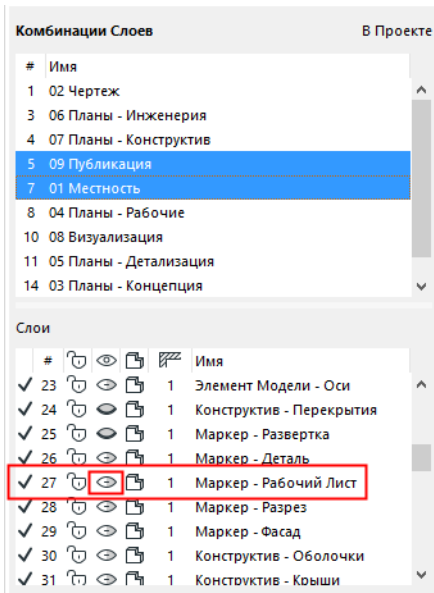 Комбинации Слоев В Проекте
# Имя
1 02 Чертеж
3 06 Планы - Инженерия
4 07 Планы - Конструктив
5 09 Публикация
7 01 Местность
8 04 Планы - Рабочие
10 08 Визуализация
11 05 Планы - Детализация
14 03 Планы - Концепция
Слои
# Имя
23 1 Элемент Модели - Оси
24 1 Конструктив - Перекрытия
25 1 Маркер - Развертка
26 1 Маркер - Деталь
27 1 Маркер - Рабочий Лист
28 1 Маркер - Разрез
29 1 Маркер - Фасад
30 1 Конструктив - Оболочки
31 1 Конструктив - Крыши